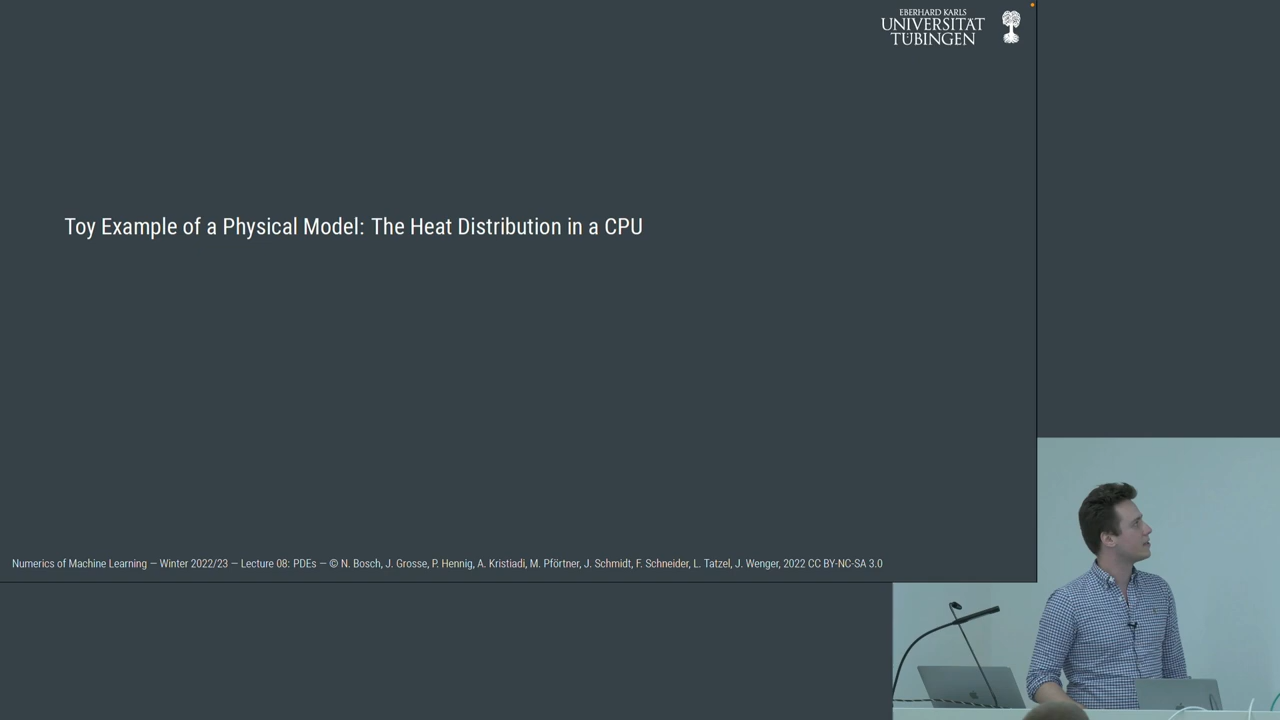 EBERHARD KARLS
UNIVERSITÄT
TÜBINGEN
Toy Example of a Physical Model: The Heat Distribution in a CPU
Numerics of Machine Learning — Winter 2022/23 — Lecture 08: PDEs — © N. Bosch, J. Grosse, P. Hennig, A. Kristiadi, M. Pförtner, J. Schmidt, F. Schneider, L. Tatzel, J. Wenger, 2022 CC BY-NC-SA 3.0